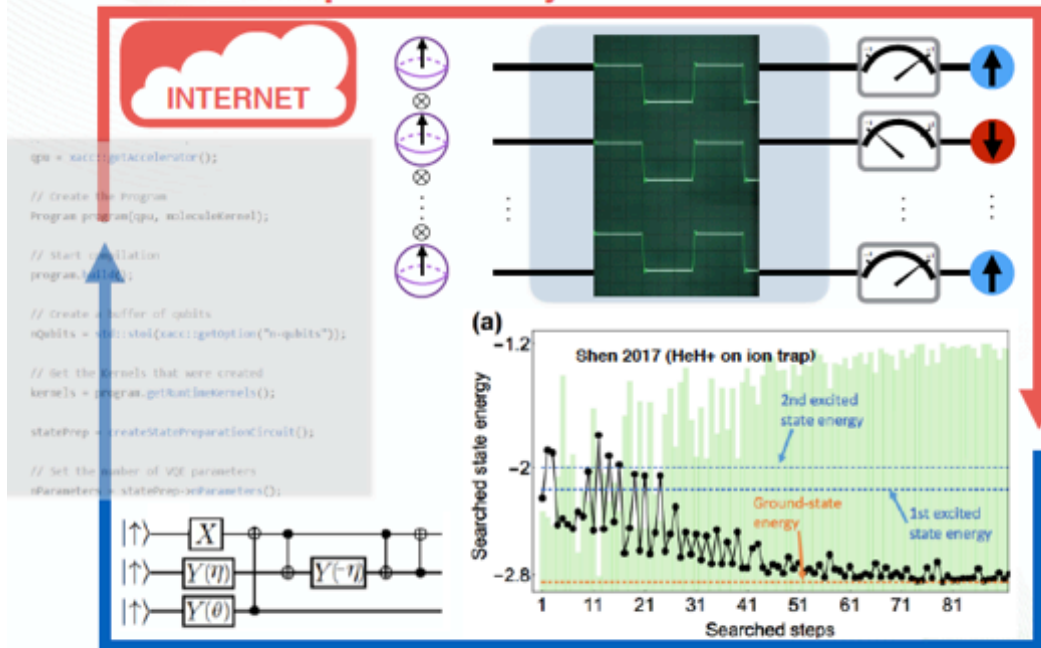 INTERNET
qpu = xacc::getAccelerator();
// Create the Program
Program program(qpu, moleculeKernel);
// Start compilation
program.build();
// Create a buffer of qubits
nQubits = std::stoi(xacc::getOption("n-qubits"));
// Get the Kernels that were created
kernels = program.getRuntimeKernels();
statePrep = createStatePreparationCircuit();
// Set the number of VQE parameters
nParameters = statePrep->nParameters();
|↑⟩ X
|↑⟩ Y(η) Y(-η)
|↑⟩ Y(θ)
(a)
Shen 2017 (HeH+ on ion trap)
2nd excited
state energy
Ground-state
energy
1st excited
state energy
Searched state energy
-1.2
-2
-2.8
1 11 21 31 41 51 61 71 81
Searched steps